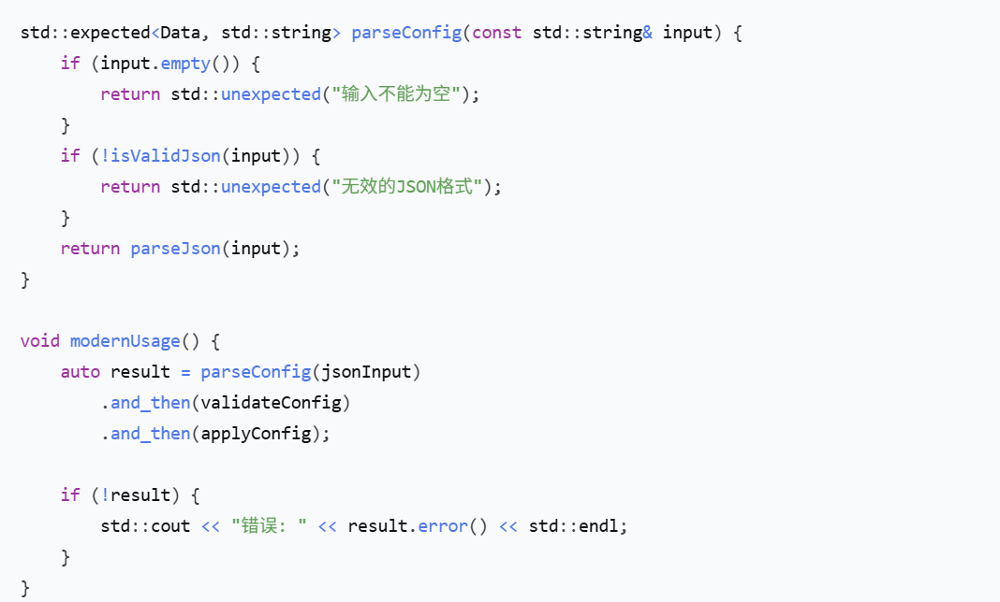 std::expected<Data, std::string> parseConfig(const std::string& input) {
    if (input.empty()) {
        return std::unexpected("输入不能为空");
    }
    if (!isValidJson(input)) {
        return std::unexpected("无效的JSON格式");
    }
    return parseJson(input);
}

void modernUsage() {
    auto result = parseConfig(jsonInput)
        .and_then(validateConfig)
        .and_then(applyConfig);

    if (!result) {
        std::cout << "错误: " << result.error() << std::endl;
    }
}